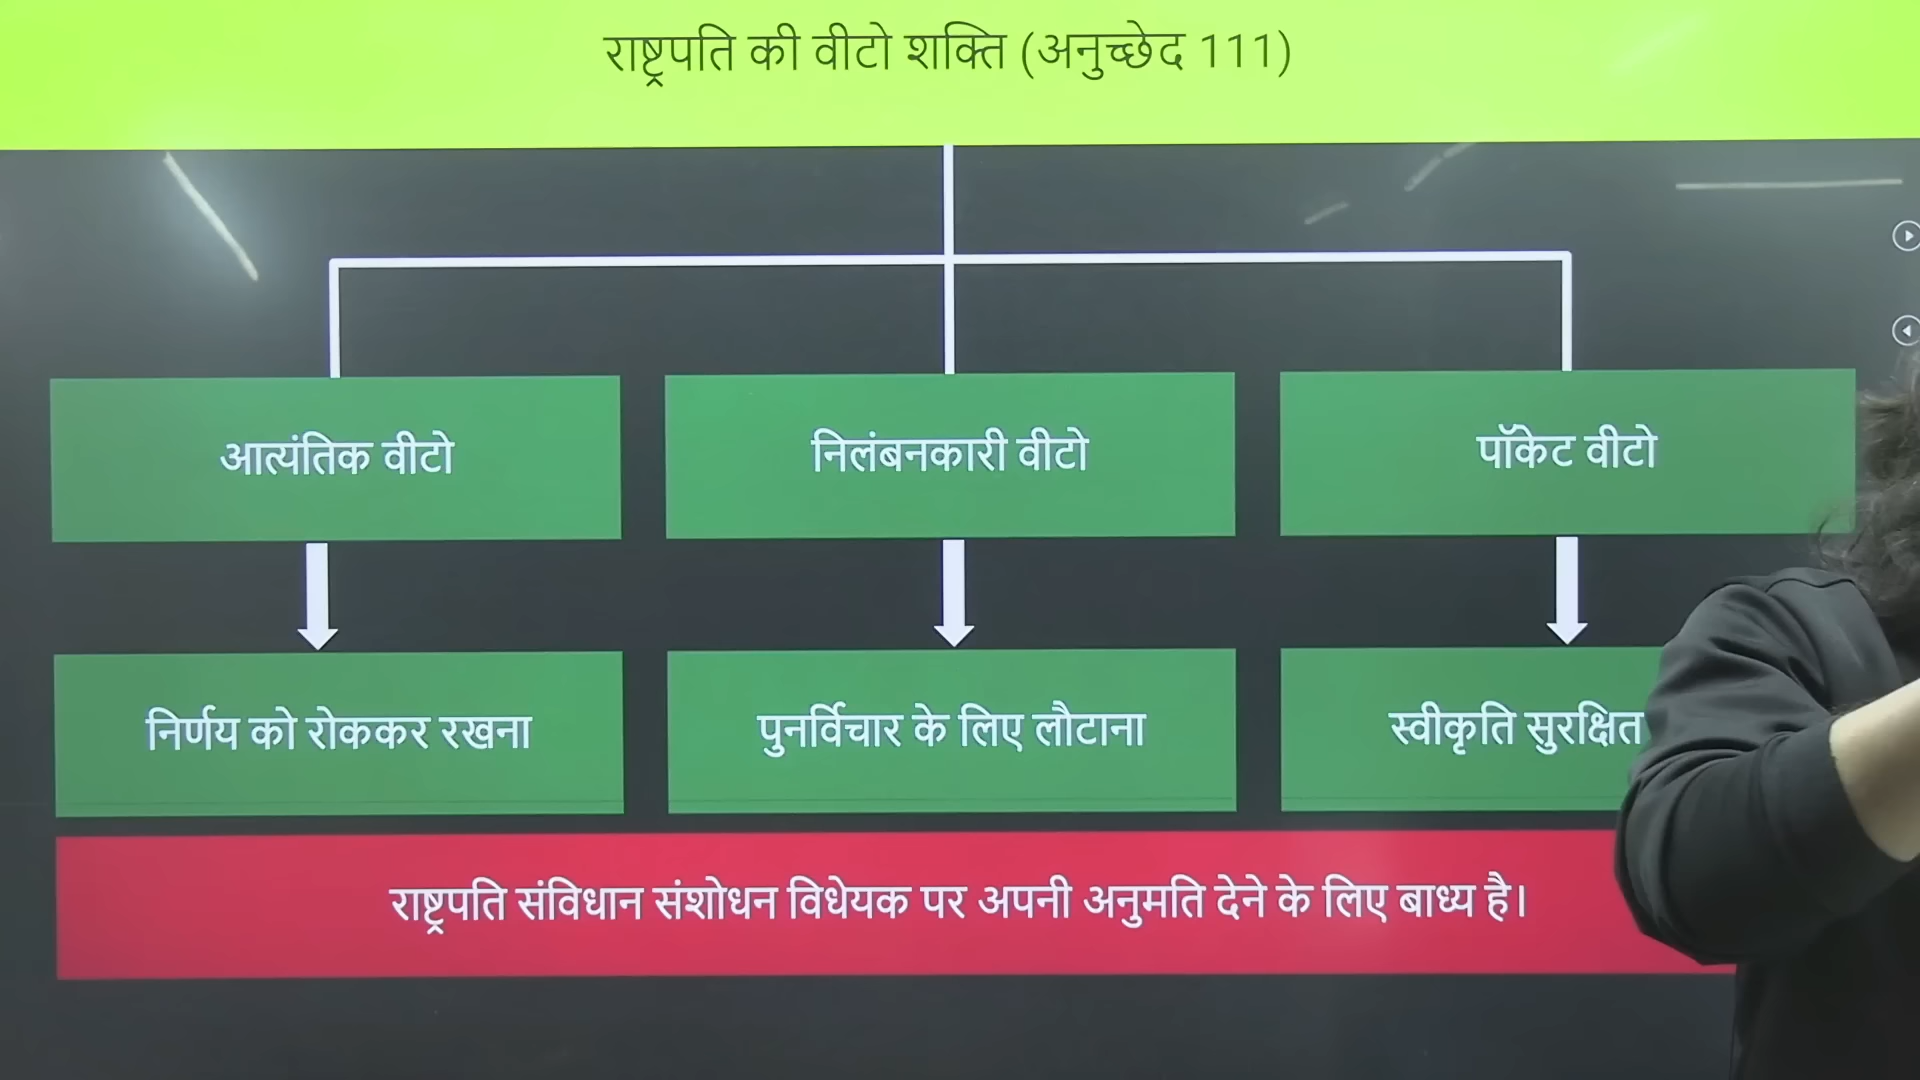 राष्ट्रपति की वीटो शक्ति (अनुच्छेद 111)
आत्यंतिक वीटो
निलंबनकारी वीटो
पॉकेट वीटो
निर्णय को रोककर रखना
पुनर्विचार के लिए लौटाना
स्वीकृति सुरक्षित
राष्ट्रपति संविधान संशोधन विधेयक पर अपनी अनुमति देने के लिए बाध्य है।